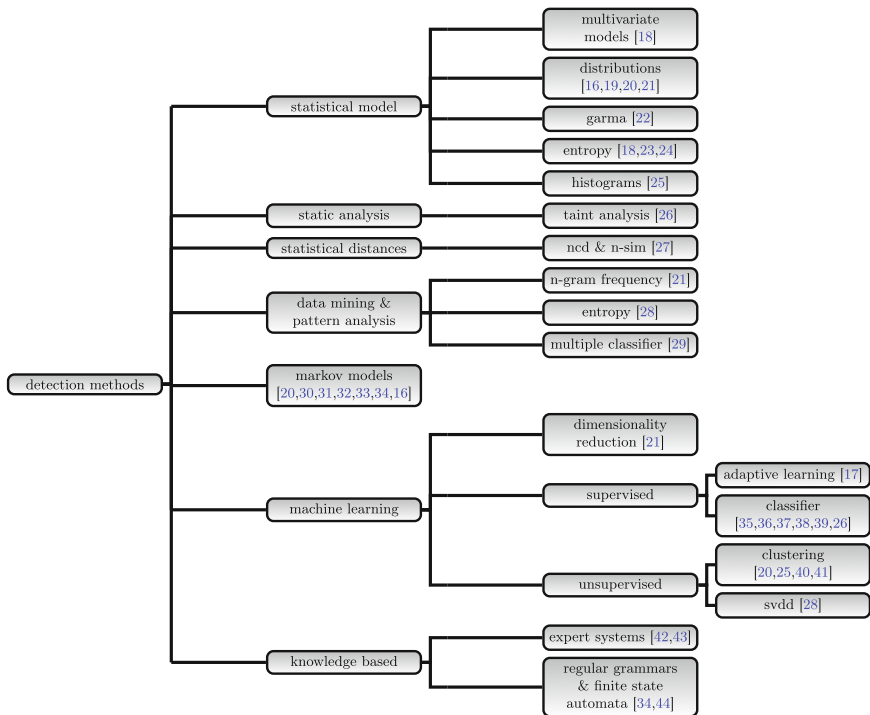 multivariate
models [18]
distributions
[16,19,20,21]
statistical model
garma [22]
entropy [18,23,24]
histograms [25]
static analysis
taint analysis [26]
statistical distances
ncd & n-sim [27]
n-gram frequency [21]
data mining &
pattern analysis
entropy [28]
multiple classifier [29]
detection methods
markov models
[20,30,31,32,33,34,16]
dimensionality
reduction [21]
adaptive learning [17]
supervised
machine learning
classifier
[35,36,37,38,39,26]
clustering
[20,25,40,41]
unsupervised
svdd [28]
expert systems [42,43]
knowledge based
regular grammars
& finite state
automata [34,44]